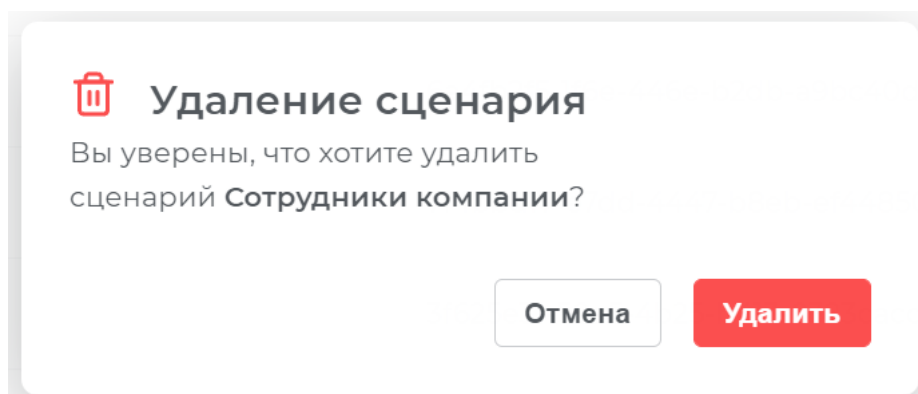 Удаление сценария
Вы уверены, что хотите удалить
сценарий Сотрудники компании?
Отмена
Удалить